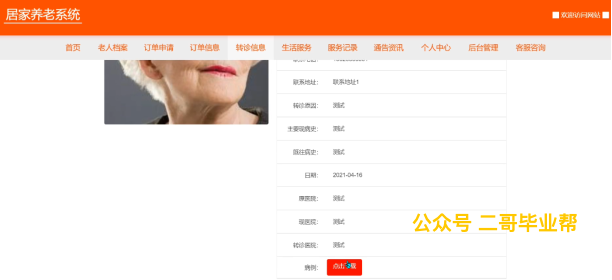 居家养老系统
欢迎访问网站
首页 老人档案 订单申请 订单信息 转诊信息 生活服务 服务记录 通告资讯 个人中心 后台管理 客服咨询
联系地址： 联系地址1
转诊原因： 测试
主要现病史： 测试
既往病史： 测试
日期： 2021-04-16
原医院： 测试
现医院： 测试
转诊医院： 测试
病例： 点击下载
公众号 二哥毕业帮